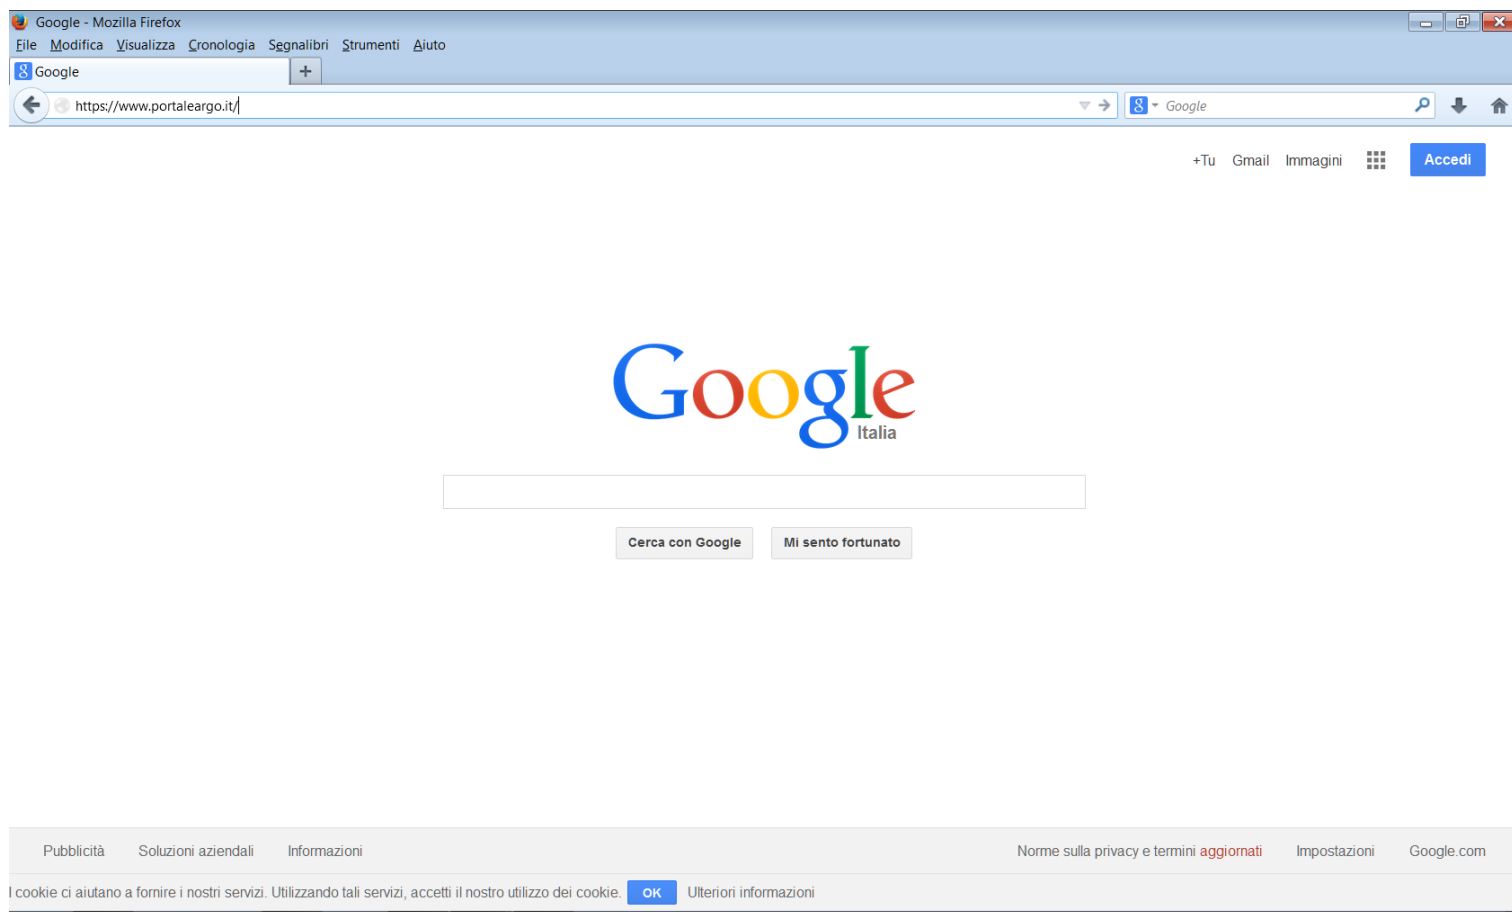 Google - Mozilla Firefox
File Modifica Visualizza Cronologia Segnalibri Strumenti Aiuto
Google
https://www.portaleargo.it/
Google
+Tu Gmail Immagini Accedi
Google
Italia
Cerca con Google Mi sento fortunato
Pubblicità Soluzioni aziendali Informazioni Norme sulla privacy e termini aggiornati Impostazioni Google.com
I cookie ci aiutano a fornire i nostri servizi. Utilizzando tali servizi, accetti il nostro utilizzo dei cookie. OK Ulteriori informazioni